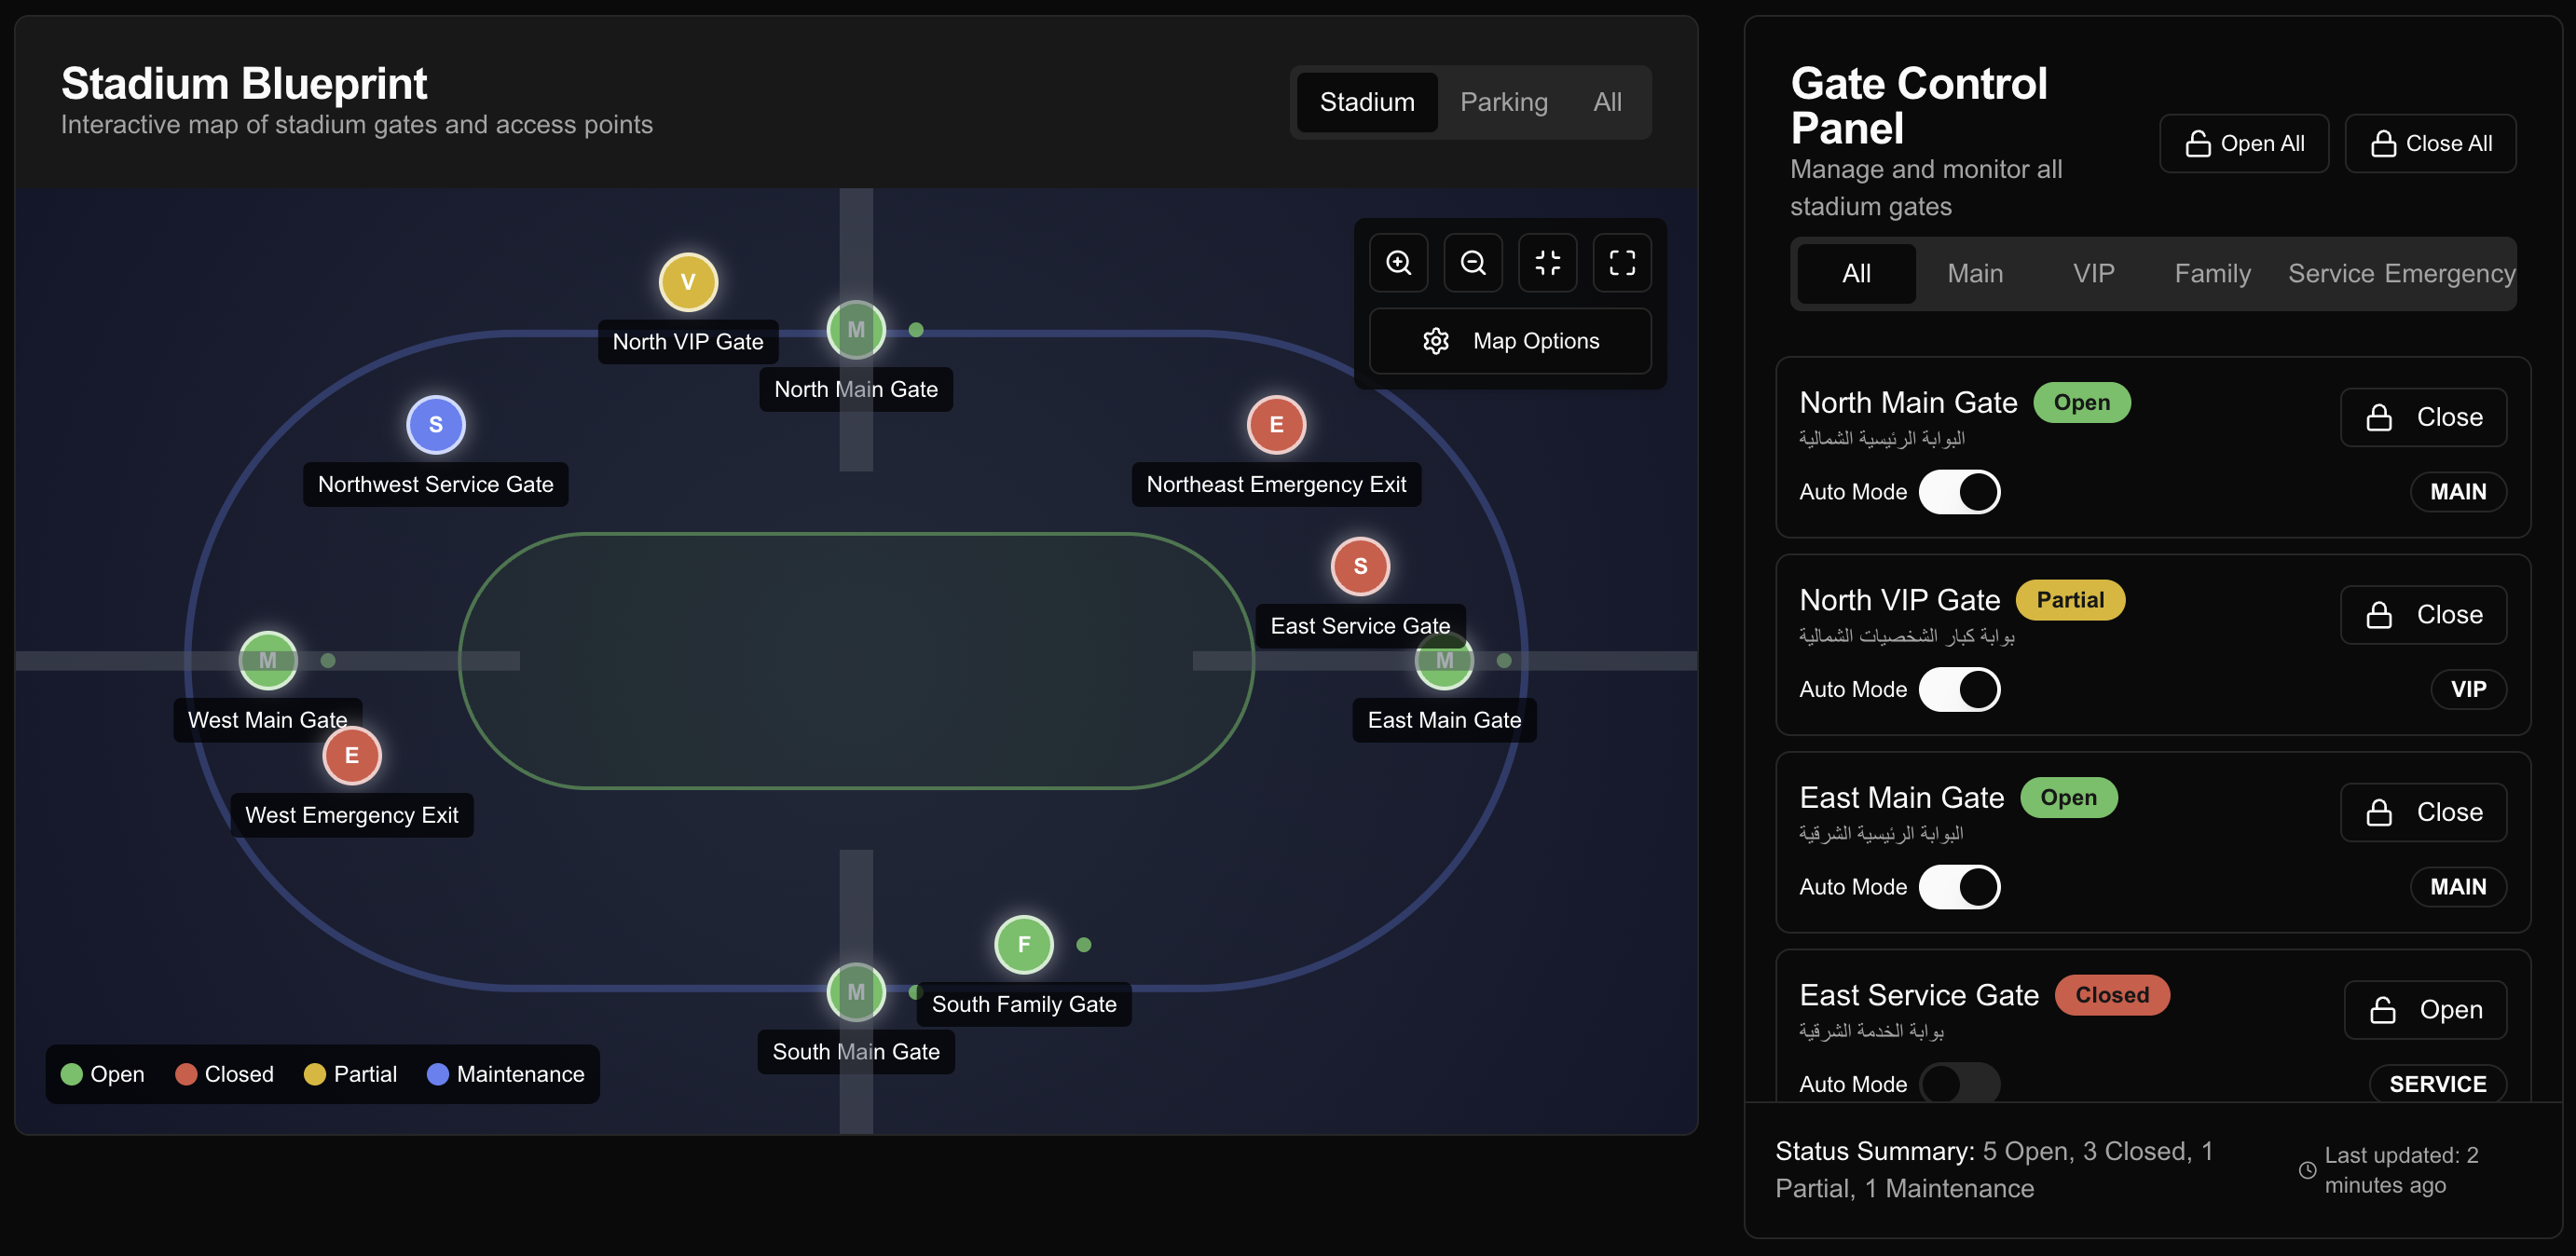 Stadium Blueprint
Interactive map of stadium gates and access points
Stadium Parking All
V
North VIP Gate
M
North Main Gate
Map Options
S
Northwest Service Gate
E
Northeast Emergency Exit
S
East Service Gate
M
West Main Gate
M
East Main Gate
E
West Emergency Exit
F
South Family Gate
M
South Main Gate
Open Closed Partial Maintenance
Gate Control
Panel
Manage and monitor all
stadium gates
Open All Close All
All Main VIP Family Service Emergency
North Main Gate Open Close
البوابة الرئيسية الشمالية
Auto Mode MAIN
North VIP Gate Partial Close
بوابة كبار الشخصيات الشمالية
Auto Mode VIP
East Main Gate Open Close
البوابة الرئيسية الشرقية
Auto Mode MAIN
East Service Gate Closed Open
بوابة الخدمة الشرقية
Auto Mode SERVICE
Status Summary: 5 Open, 3 Closed, 1
Partial, 1 Maintenance
Last updated: 2
minutes ago